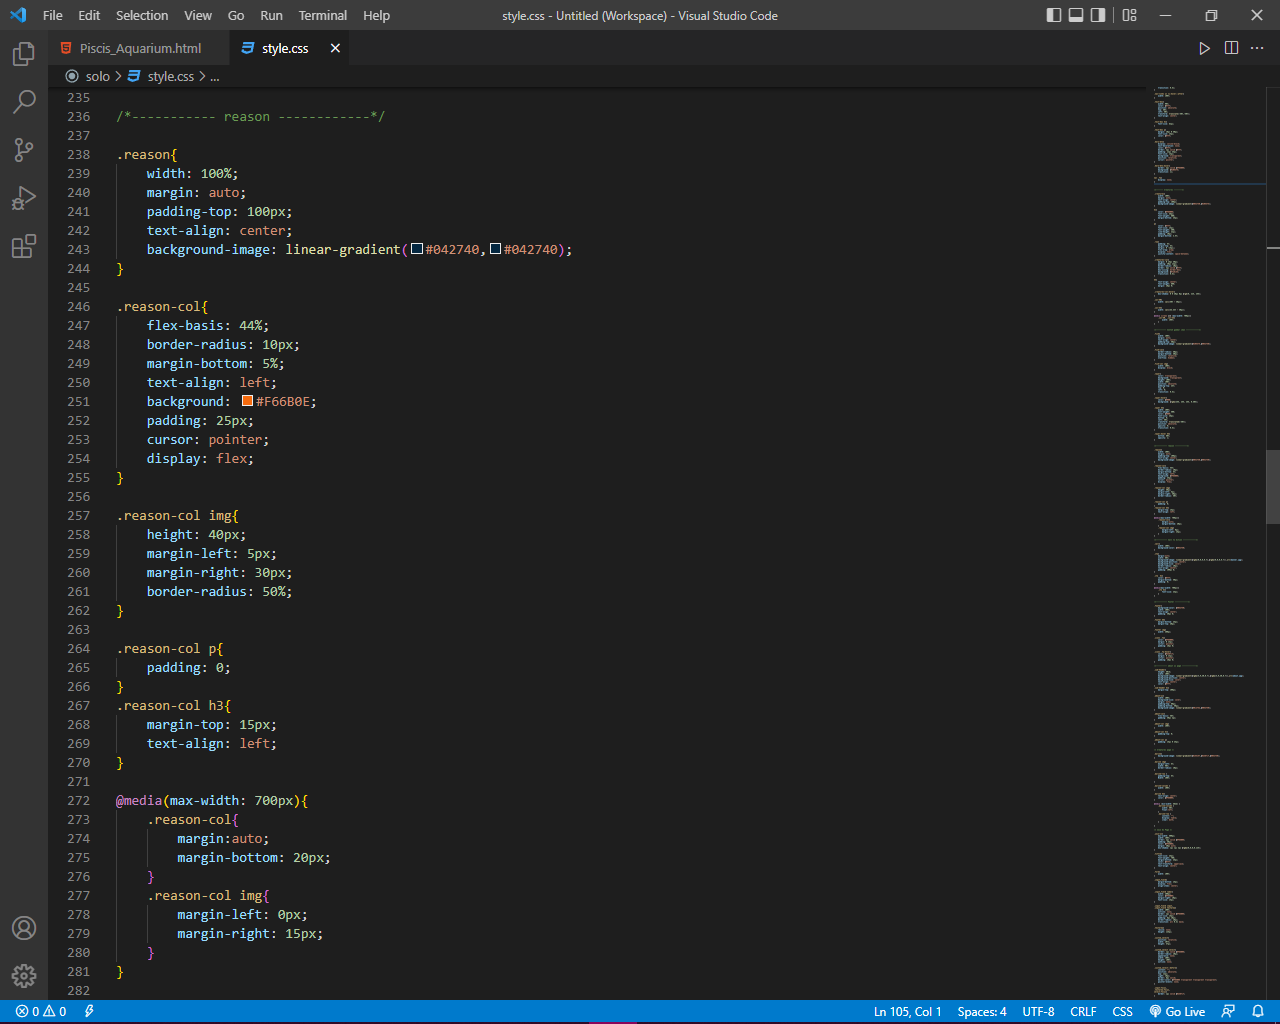 File Edit Selection View Go Run Terminal Help style.css - Untitled (Workspace) - Visual Studio Code
Piscis_Aquarium.html style.css
solo > style.css > ...
235
236 /*----------- reason ------------*/
237
238 .reason{
239 width: 100%;
240 margin: auto;
241 padding-top: 100px;
242 text-align: center;
243 background-image: linear-gradient(#042740,#042740);
244 }
245
246 .reason-col{
247 flex-basis: 44%;
248 border-radius: 10px;
249 margin-bottom: 5%;
250 text-align: left;
251 background: #F66B0E;
252 padding: 25px;
253 cursor: pointer;
254 display: flex;
255 }
256
257 .reason-col img{
258 height: 40px;
259 margin-left: 5px;
260 margin-right: 30px;
261 border-radius: 50%;
262 }
263
264 .reason-col p{
265 padding: 0;
266 }
267 .reason-col h3{
268 margin-top: 15px;
269 text-align: left;
270 }
271
272 @media(max-width: 700px){
273 .reason-col{
274 margin:auto;
275 margin-bottom: 20px;
276 }
277 .reason-col img{
278 margin-left: 0px;
279 margin-right: 15px;
280 }
281 }
282
0 0 Ln 105, Col 1 Spaces: 4 UTF-8 CRLF CSS Go Live